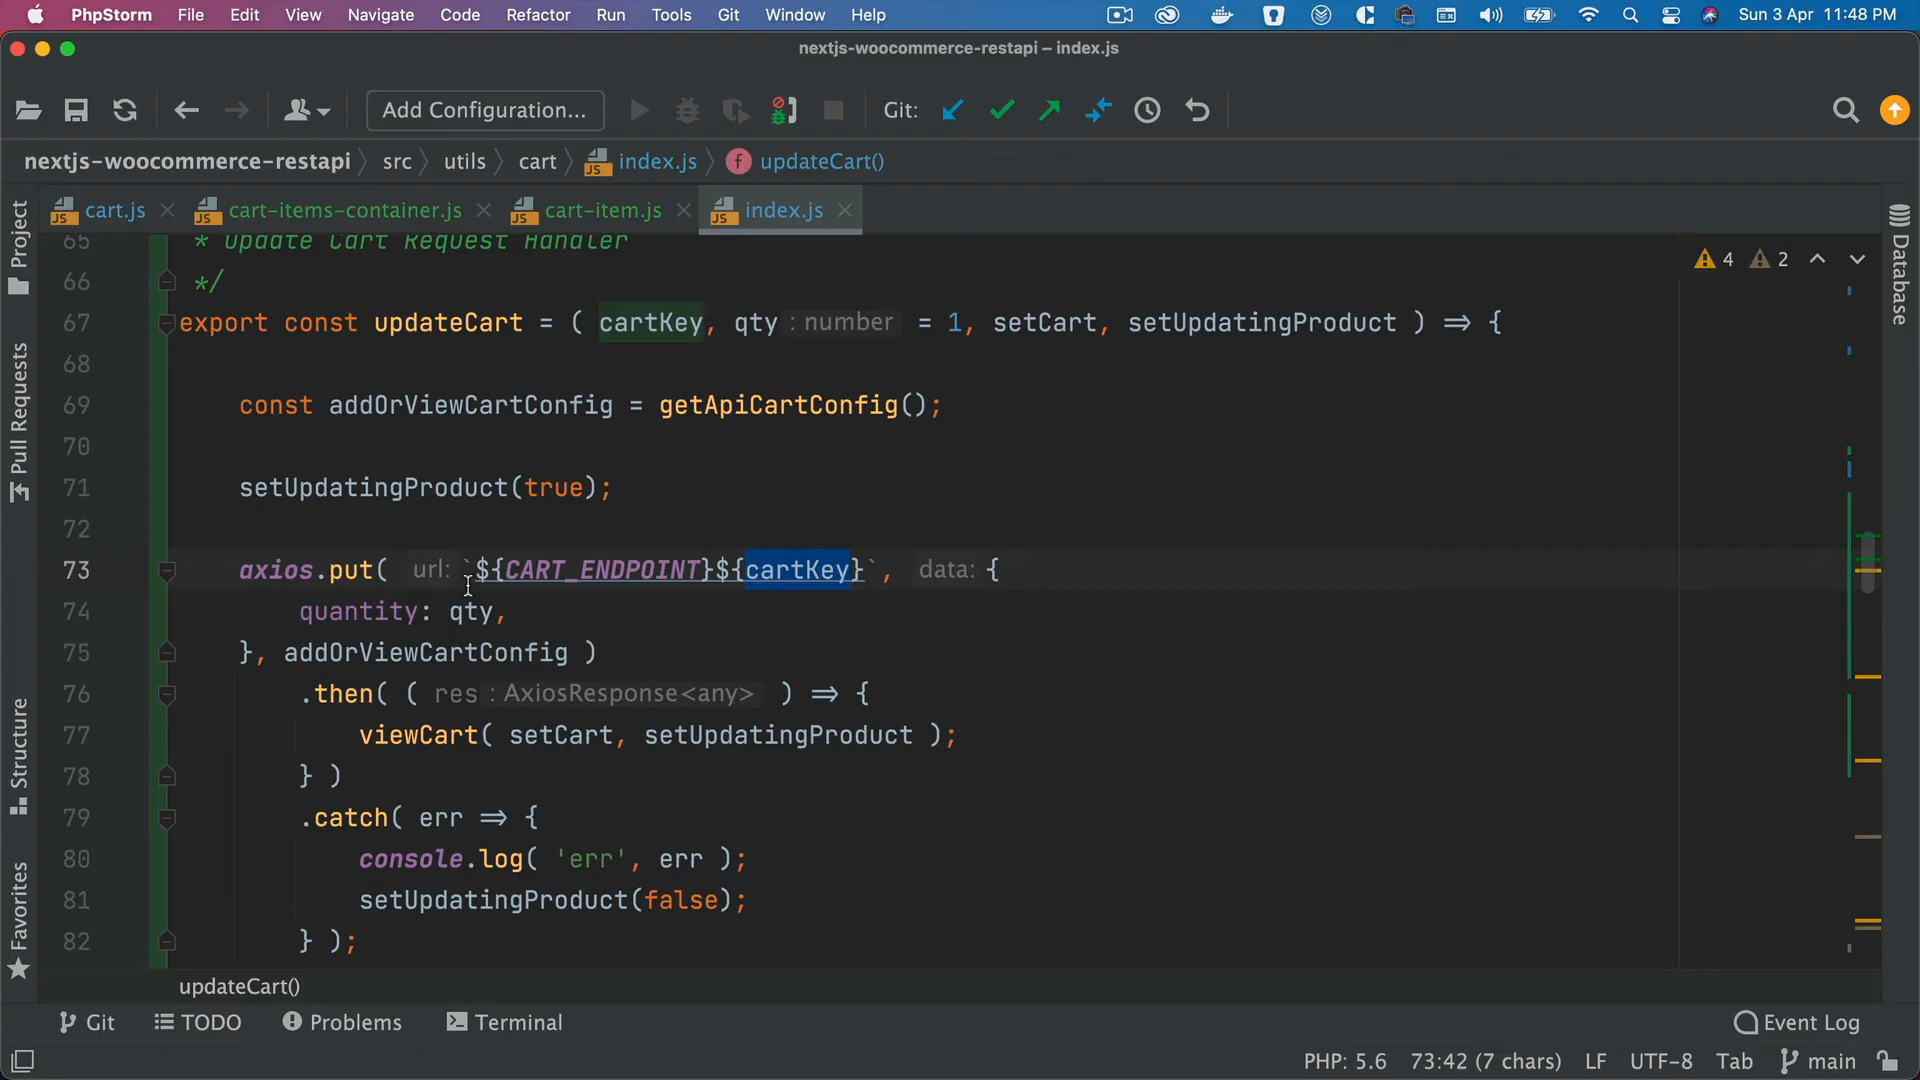 PhpStorm File Edit View Navigate Code Refactor Run Tools Git Window Help Sun 3 Apr 11:48 PM
nextjs-woocommerce-restapi – index.js
Add Configuration... Git:
nextjs-woocommerce-restapi src utils cart JS index.js f updateCart()
JS cart.js JS cart-items-container.js JS cart-item.js JS index.js
Project
Pull Requests
Structure
Favorites
Database
4 2
65 * Update Cart Request Handler
66 */
67 export const updateCart = ( cartKey, qty : number = 1, setCart, setUpdatingProduct ) => {
68
69 const addOrViewCartConfig = getApiCartConfig();
70
71 setUpdatingProduct(true);
72
73 axios.put( url: `${CART_ENDPOINT}${cartKey}`, data: {
74 quantity: qty,
75 }, addOrViewCartConfig )
76 .then( ( res : AxiosResponse<any> ) => {
77 viewCart( setCart, setUpdatingProduct );
78 } )
79 .catch( err => {
80 console.log( 'err', err );
81 setUpdatingProduct(false);
82 } );
updateCart()
Git TODO Problems Terminal Event Log
PHP: 5.6 73:42 (7 chars) LF UTF-8 Tab main